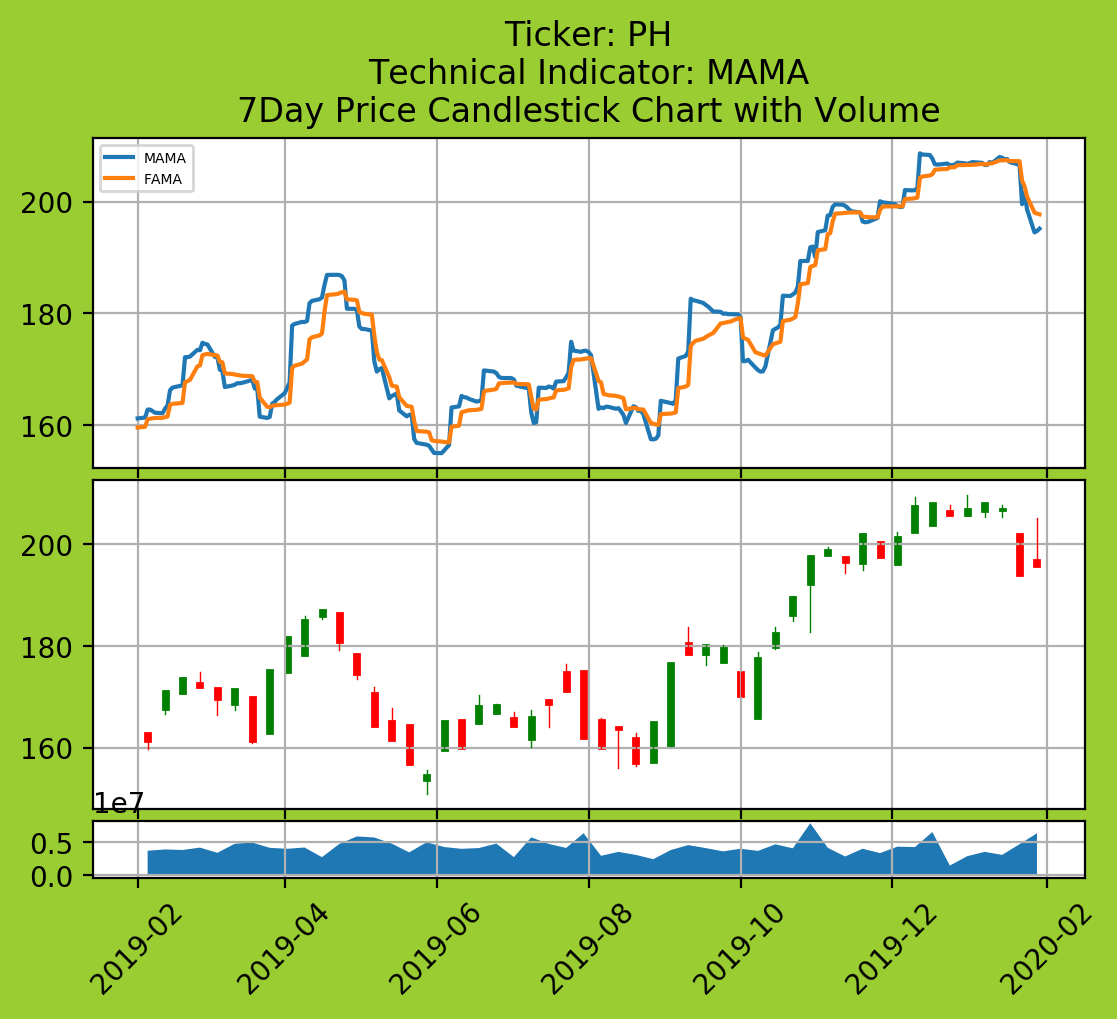 Ticker: PH
Technical Indicator: MAMA
7Day Price Candlestick Chart with Volume
MAMA
FAMA
200
180
160
200
180
160
1e7
0.5
0.0
2019-02
2019-04
2019-06
2019-08
2019-10
2019-12
2020-02